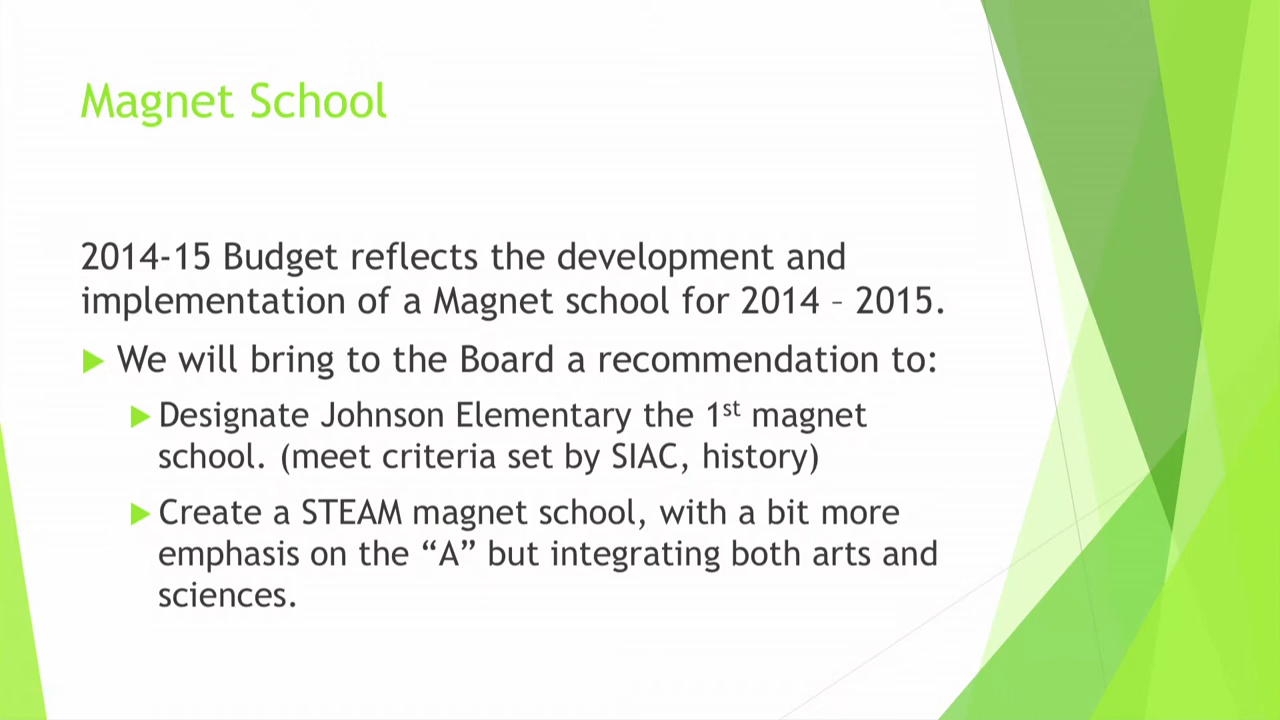 Magnet School
2014-15 Budget reflects the development and
implementation of a Magnet school for 2014 – 2015.
We will bring to the Board a recommendation to:
Designate Johnson Elementary the 1st magnet
school. (meet criteria set by SIAC, history)
Create a STEAM magnet school, with a bit more
emphasis on the “A” but integrating both arts and
sciences.